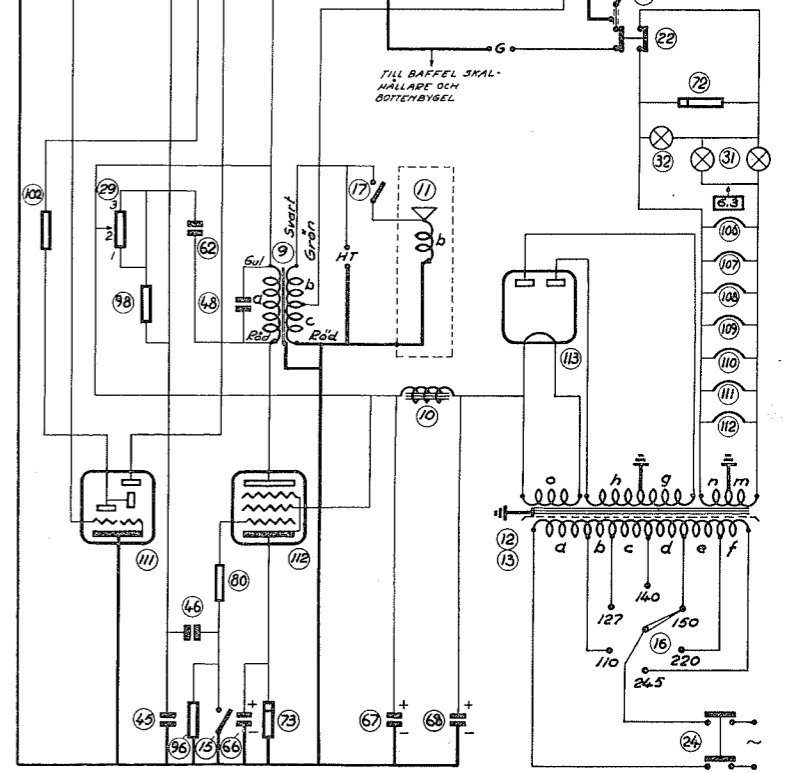 G
22
TILL BAFFEL SKAL-
HÅLLARE OCH
BOTTENBYGEL
72
32
31
6.3
106
107
108
109
110
111
112
102
29
3
2
1
62
98
48
Gul
9
Svart
Grön
a
b
c
Röd
Röd
HT
17
11
b
113
10
111
112
o
h
g
n
m
12
13
a
b
c
d
e
f
127
140
150
110
16
220
245
80
46
45
96
15
66
+
-
73
67
+
-
68
+
-
24
~